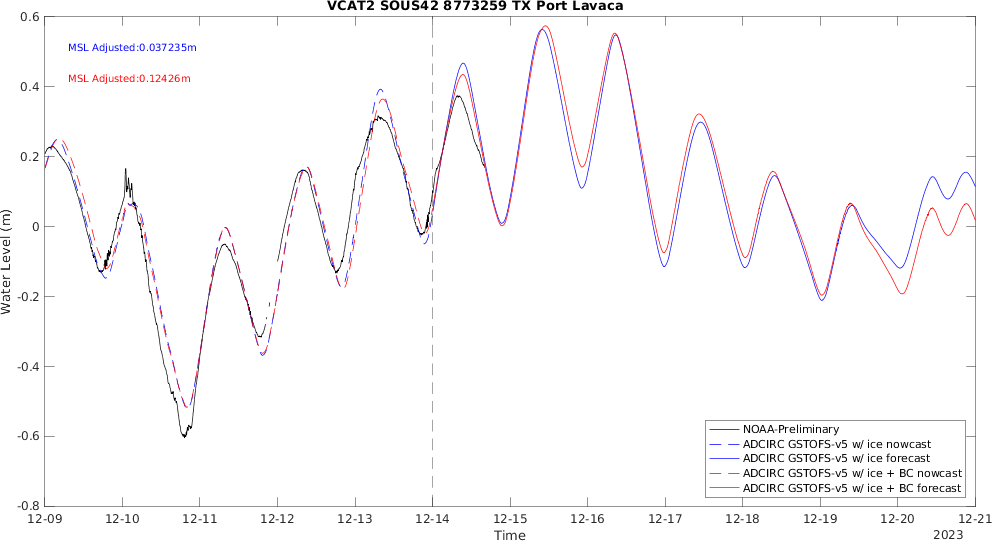 VCAT2 SOUS42 8773259 TX Port Lavaca
MSL Adjusted:0.037235m
MSL Adjusted:0.12426m
Water Level (m)
0.6
0.4
0.2
0
-0.2
-0.4
-0.6
-0.8
NOAA-Preliminary
ADCIRC GSTOFS-v5 w/ ice nowcast
ADCIRC GSTOFS-v5 w/ ice forecast
ADCIRC GSTOFS-v5 w/ ice + BC nowcast
ADCIRC GSTOFS-v5 w/ ice + BC forecast
12-09 12-10 12-11 12-12 12-13 12-14 12-15 12-16 12-17 12-18 12-19 12-20 12-21
Time
2023